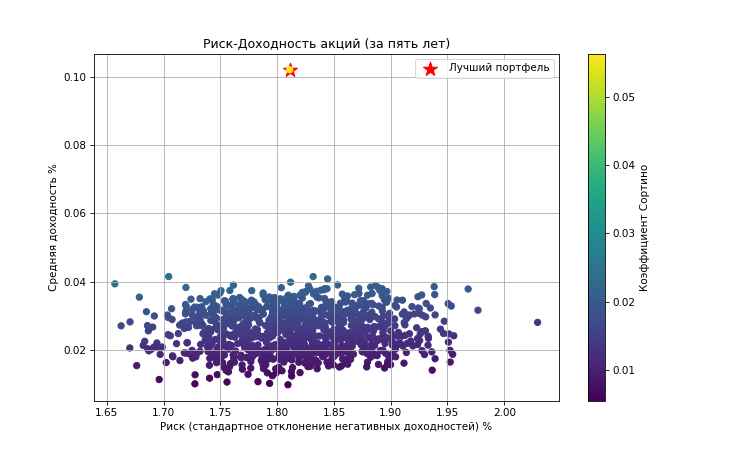 Риск-Доходность акций (за пять лет)
Лучший портфель
0.10
0.08
0.06
0.04
0.02
Средняя доходность %
1.65 1.70 1.75 1.80 1.85 1.90 1.95 2.00
Риск (стандартное отклонение негативных доходностей) %
0.05
0.04
0.03
0.02
0.01
Коэффициент Сортино